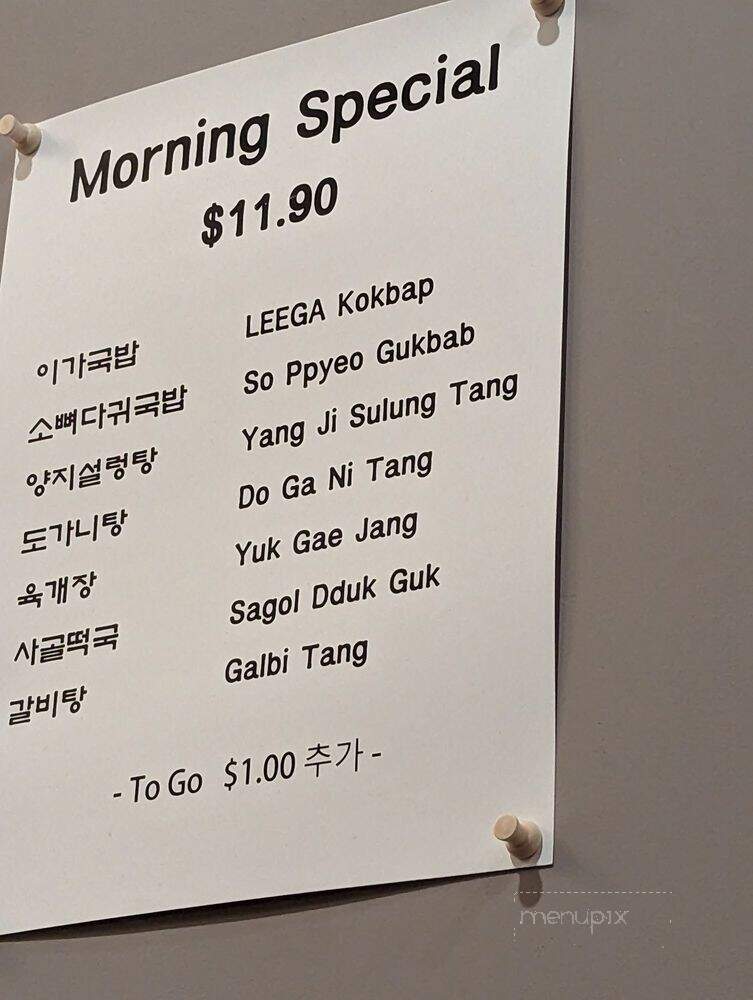 Morning Special
$11.90
이가국밥 LEEGA Kokbap
소뼈다귀국밥 So Ppyeo Gukbab
양지설렁탕 Yang Ji Sulung Tang
도가니탕 Do Ga Ni Tang
육개장 Yuk Gae Jang
사골떡국 Sagol Dduk Guk
갈비탕 Galbi Tang
- To Go $1.00 추가 -
menupix